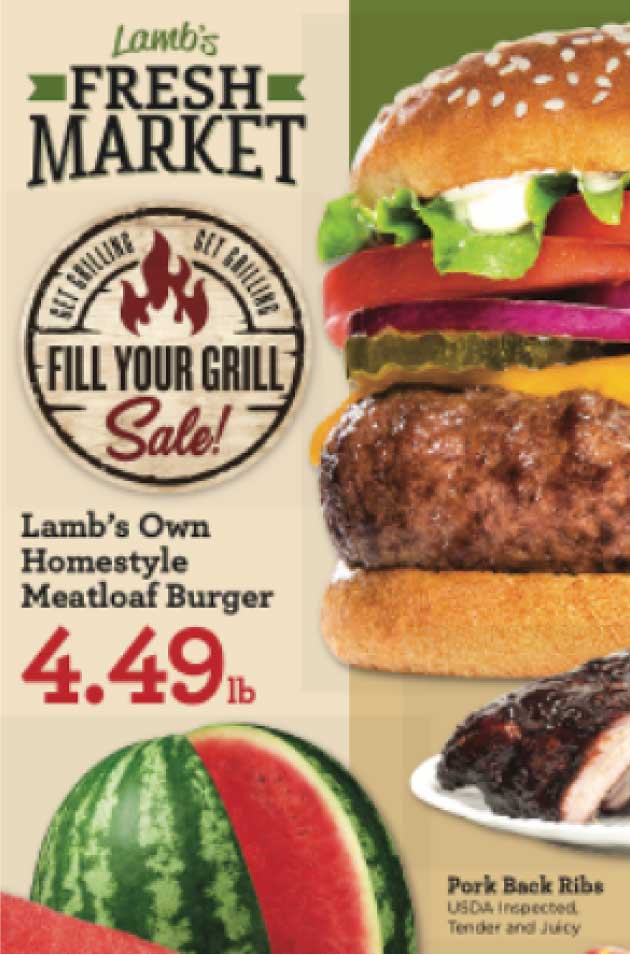 Lamb's
FRESH
MARKET
GET GRILLING GET GRILLING
FILL YOUR GRILL
Sale!
Lamb's Own
Homestyle
Meatloaf Burger
4.49 lb
Pork Back Ribs
USDA Inspected,
Tender and Juicy